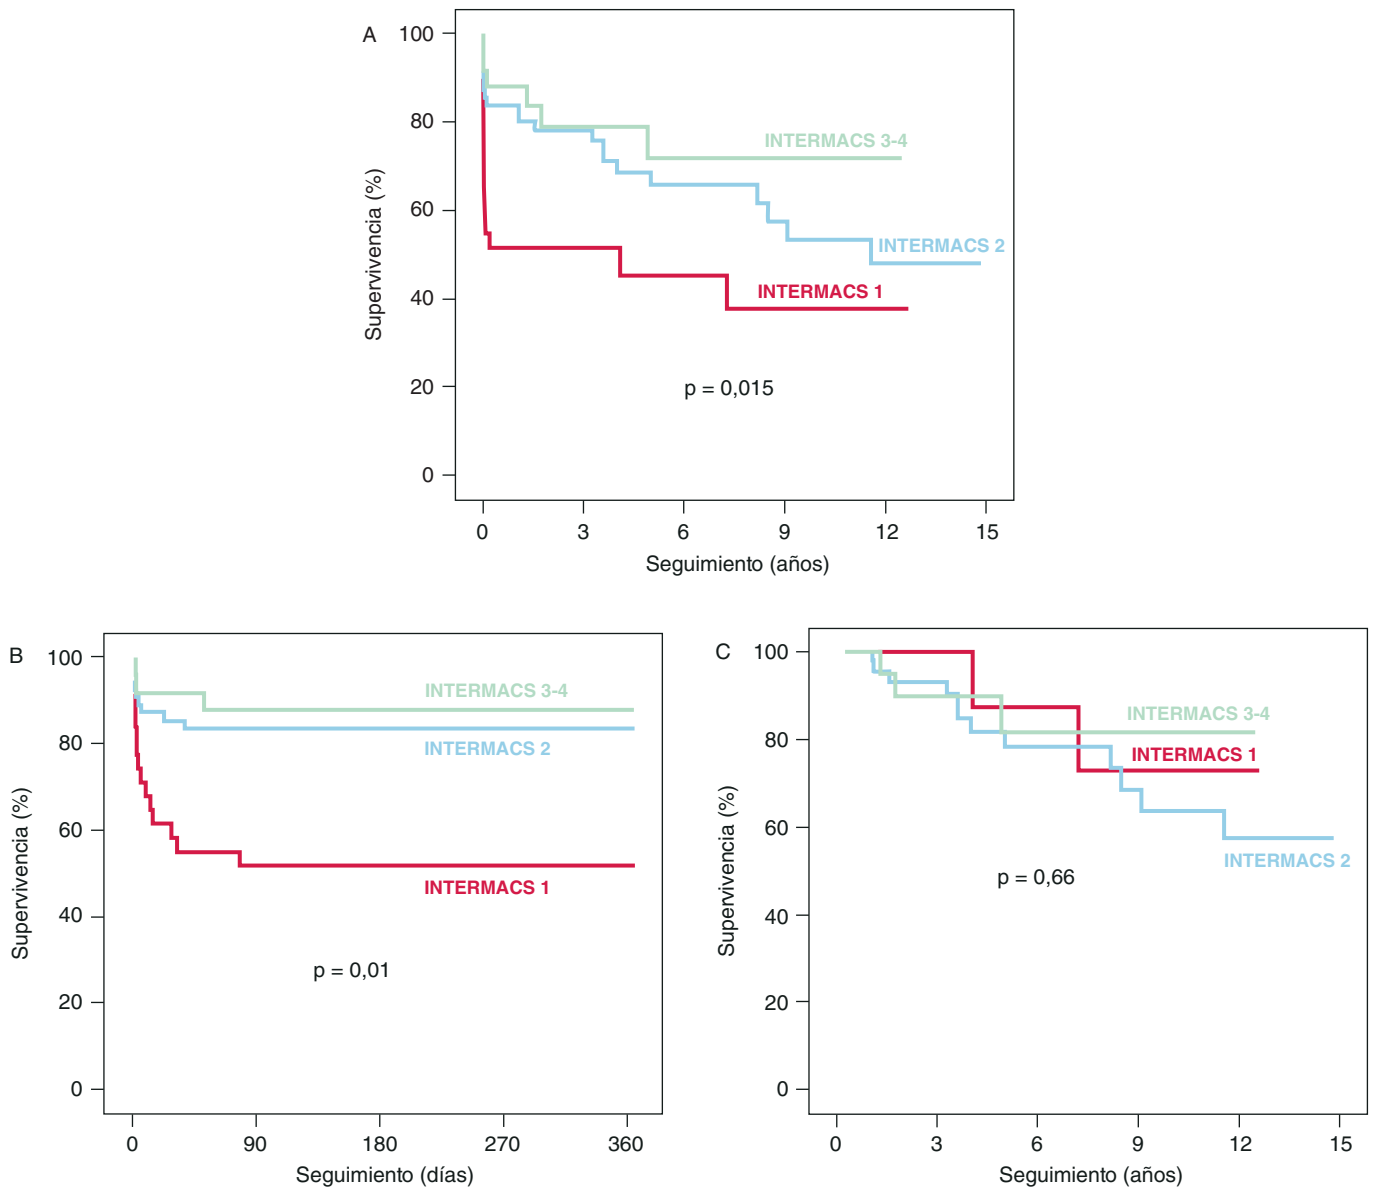 A
100
80
60
40
20
0
Supervivencia (%)
INTERMACS 3-4
INTERMACS 2
INTERMACS 1
p = 0,015
0 3 6 9 12 15
Seguimiento (años)
B
100
80
60
40
20
0
Supervivencia (%)
INTERMACS 3-4
INTERMACS 2
INTERMACS 1
p = 0,01
0 90 180 270 360
Seguimiento (días)
C
100
80
60
40
20
0
Supervivencia (%)
INTERMACS 3-4
INTERMACS 1
INTERMACS 2
p = 0,66
0 3 6 9 12 15
Seguimiento (años)